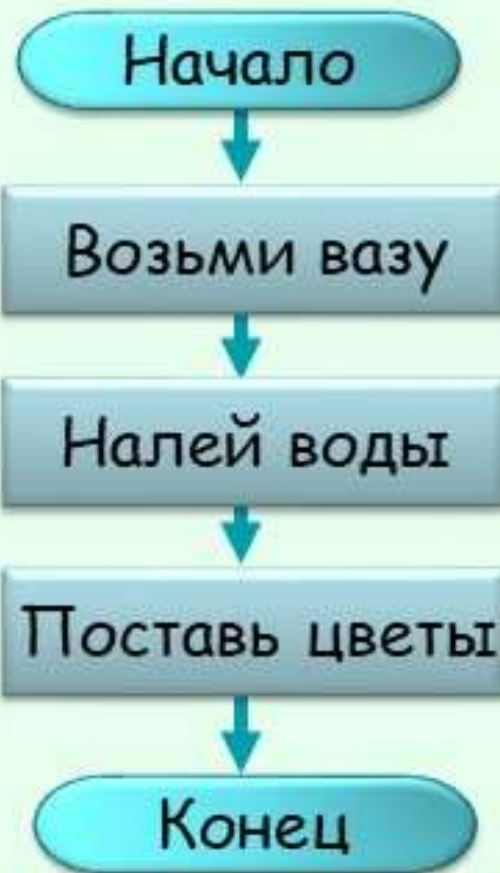 Начало
Возьми вазу
Налей воды
Поставь цветы
Конец